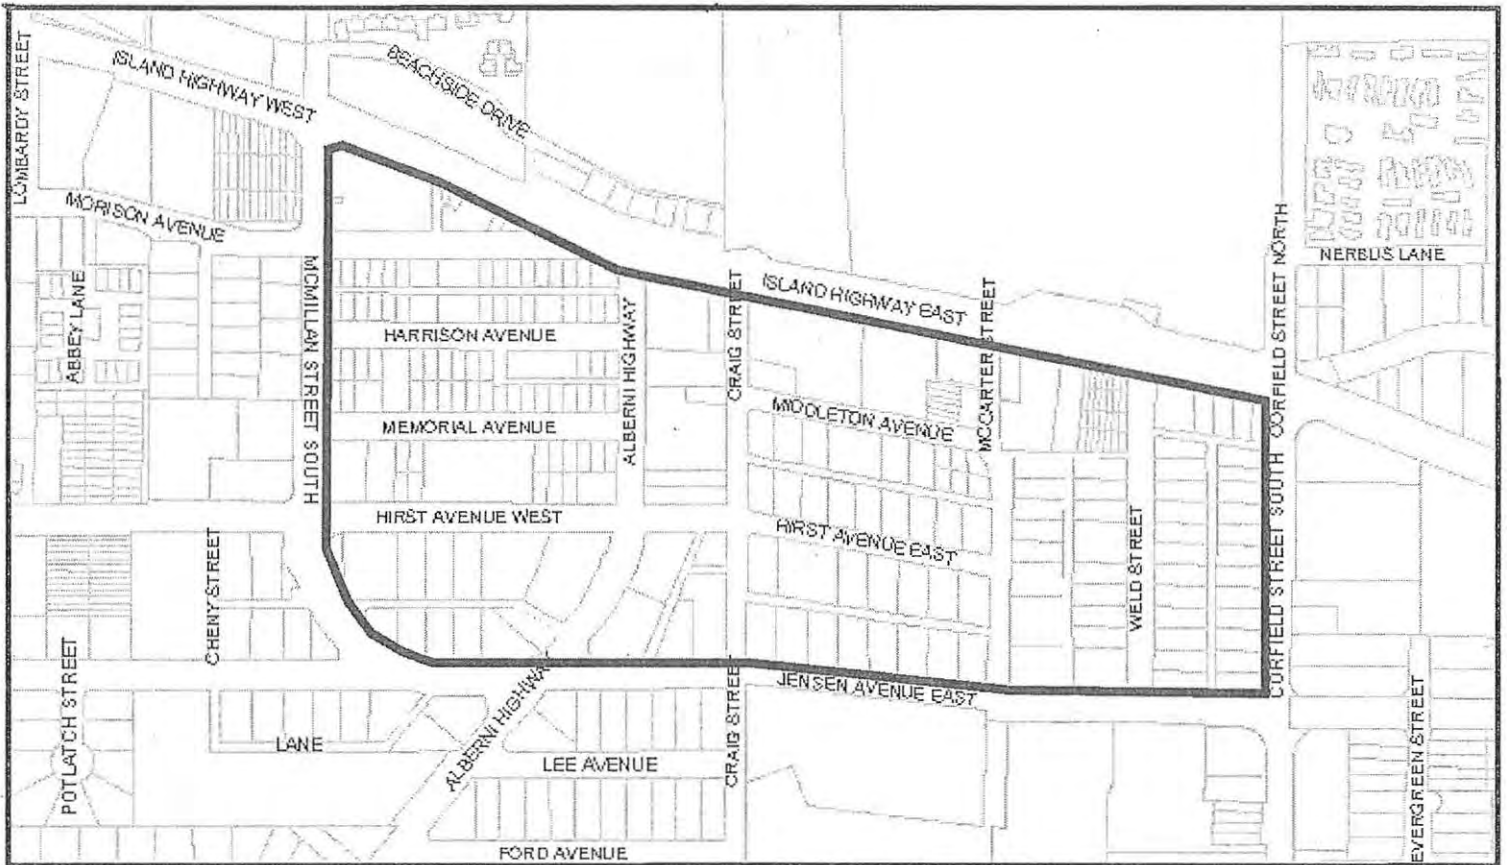 LOMBARDY STREET
ISLAND HIGHWAY WEST
BEACHSIDE DRIVE
MORISON AVENUE
ABBEY LANE
MCMILLAN STREET SOUTH
HARRISON AVENUE
ALBERNI HIGHWAY
CRAIG STREET
ISLAND HIGHWAY EAST
MCCARTER STREET
CORFIELD STREET NORTH
NERBUS LANE
MEMORIAL AVENUE
MIDDLETON AVENUE
HIRST AVENUE WEST
HIRST AVENUE EAST
WELD STREET
CORFIELD STREET SOUTH
CHENY STREET
POTLATCH STREET
JENSEN AVENUE EAST
LANE
ALBERNI HIGHWAY
LEE AVENUE
CRAIG STREET
EVERGREEN STREET
FORD AVENUE